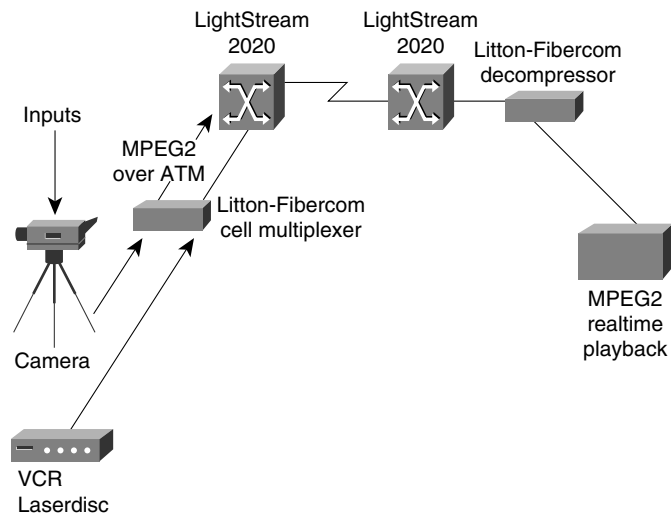 LightStream
2020
LightStream
2020
Litton-Fibercom
decompressor
Inputs
MPEG2
over ATM
Litton-Fibercom
cell multiplexer
MPEG2
realtime
playback
Camera
VCR
Laserdisc